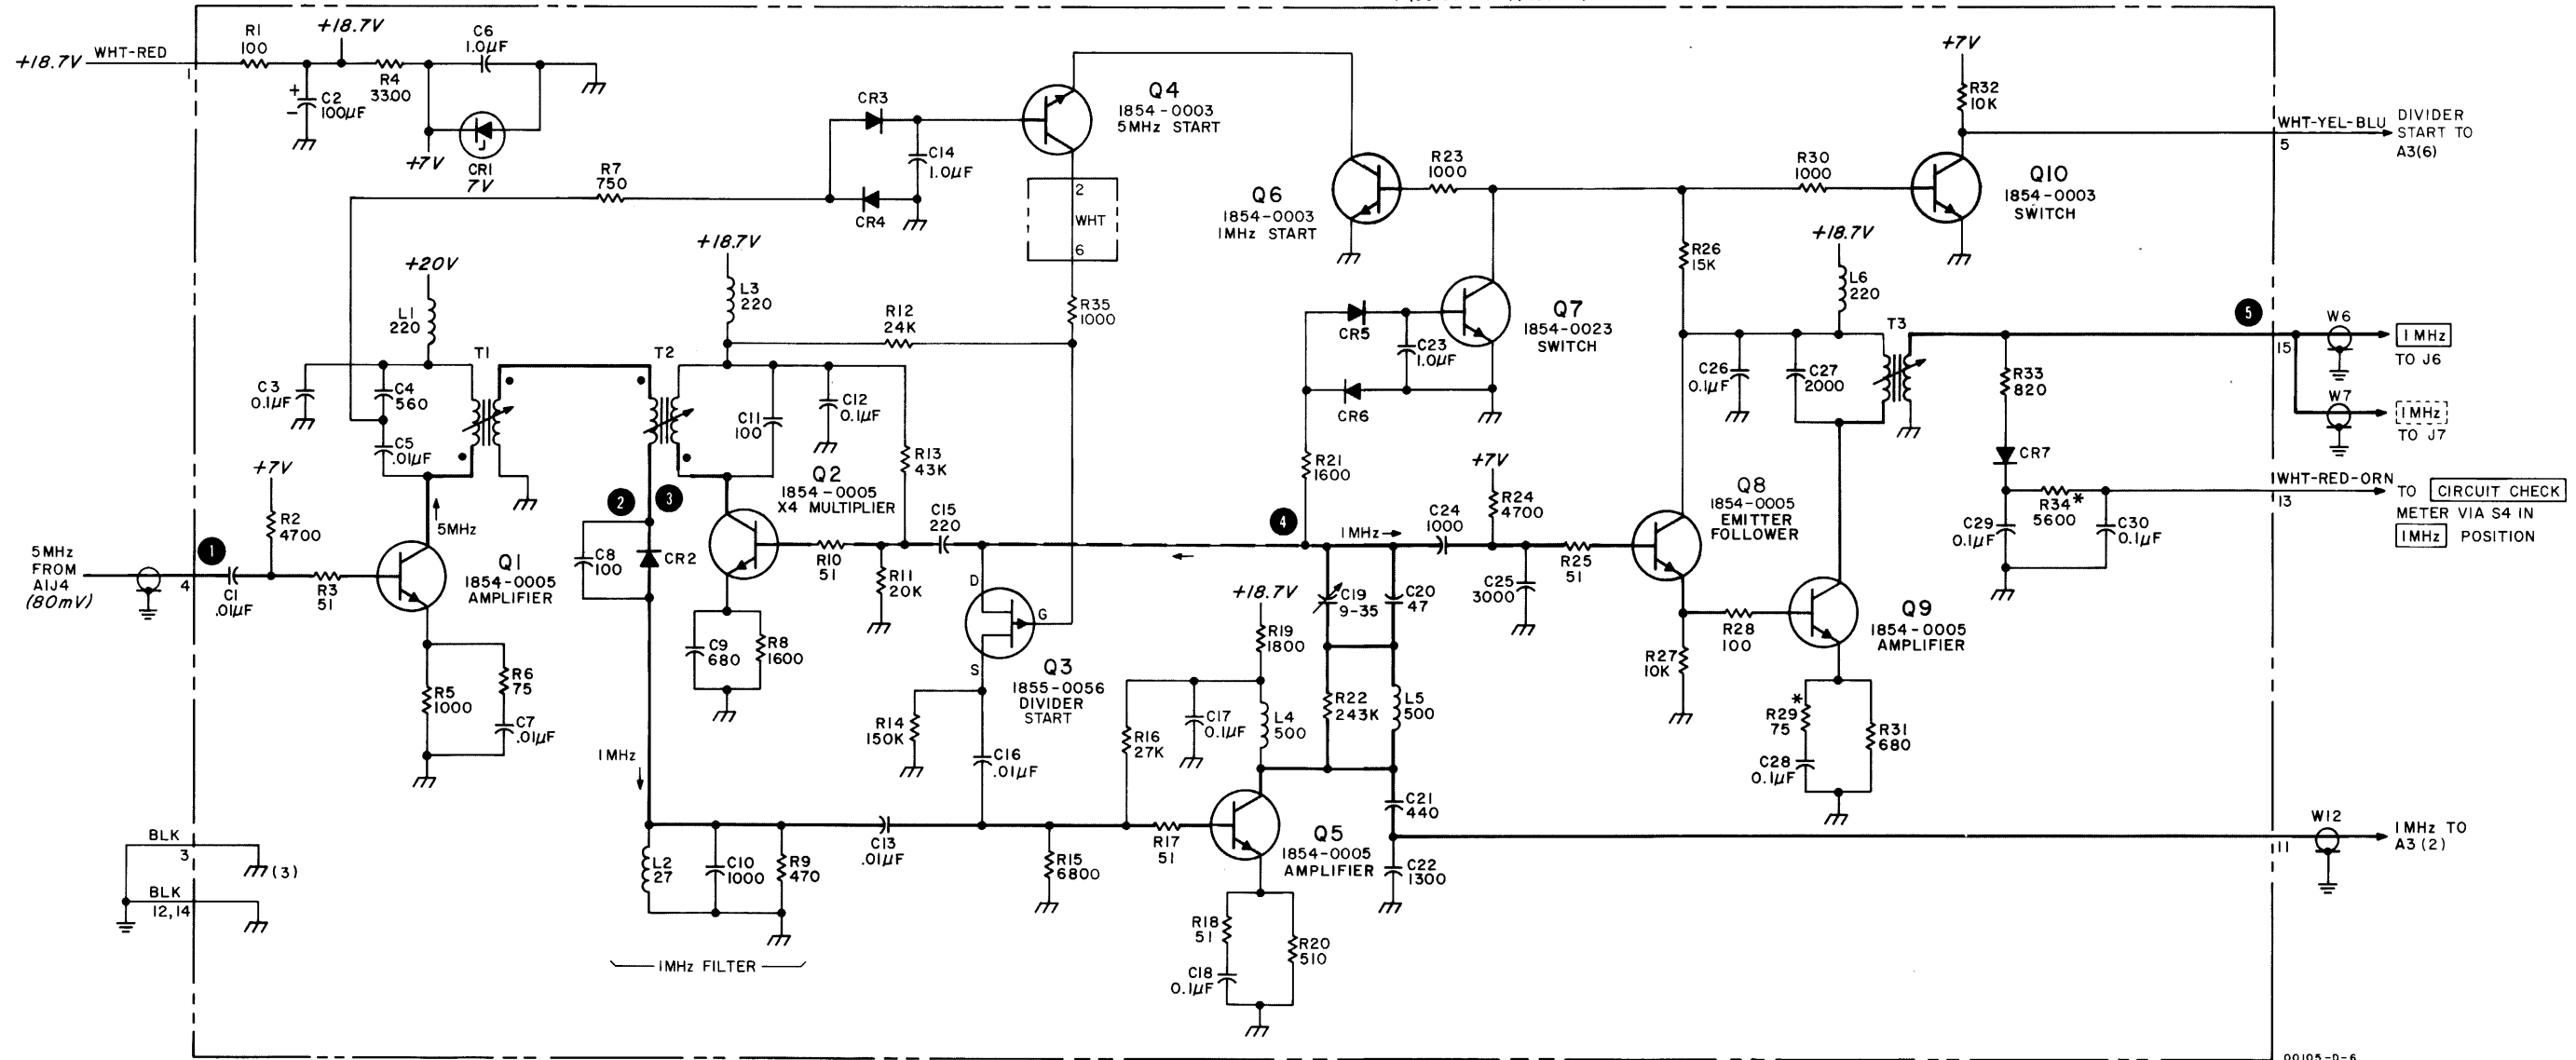 +18.7V
WHT-RED
1
R1
100
+18.7V
+
-
C2
100µF
R4
3300
C6
1.0µF
+7V
CR1
7V
R7
750
CR3
CR4
C14
1.0µF
Q4
1854-0003
5MHz START
2
WHT
6
R35
1000
Q6
1854-0003
1MHz START
R23
1000
R30
1000
+7V
R32
10K
Q10
1854-0003
SWITCH
WHT-YEL-BLU
5
DIVIDER
START TO
A3(6)
+20V
L1
220
C3
0.1µF
C4
560
C5
.01µF
T1
+18.7V
L3
220
R12
24K
T2
C11
100
C12
0.1µF
R13
43K
CR5
CR6
C23
1.0µF
Q7
1854-0023
SWITCH
R26
15K
+18.7V
L6
220
C26
0.1µF
C27
2000
T3
5
15
W6
1MHz
TO J6
W7
1MHz
TO J7
R33
820
CR7
R34*
5600
C29
0.1µF
C30
0.1µF
WHT-RED-ORN
13
TO CIRCUIT CHECK
METER VIA S4 IN
1MHz POSITION
5MHz
FROM
A1J4
(80mV)
4
1
C1
.01µF
+7V
R2
4700
R3
51
5MHz
Q1
1854-0005
AMPLIFIER
R5
1000
R6
75
C7
.01µF
2
3
C8
100
CR2
Q2
1854-0005
X4 MULTIPLIER
C9
680
R8
1600
R10
51
R11
20K
C15
220
D
G
S
Q3
1855-0056
DIVIDER
START
R14
150K
C16
.01µF
R21
1600
4
1MHz
C24
1000
+7V
R24
4700
C25
3000
R25
51
Q8
1854-0005
EMITTER
FOLLOWER
R27
10K
R28
100
Q9
1854-0005
AMPLIFIER
*
R29
75
C28
0.1µF
R31
680
+18.7V
R19
1800
C19
9-35
C20
47
R16
27K
C17
0.1µF
L4
500
R22
243K
L5
500
1MHz
L2
27
C10
1000
R9
470
1MHz FILTER
C13
.01µF
R15
6800
R17
51
Q5
1854-0005
AMPLIFIER
C21
440
C22
1300
R18
51
C18
0.1µF
R20
510
11
W12
1MHz TO
A3(2)
BLK
3
(3)
BLK
12,14
00105-D-6